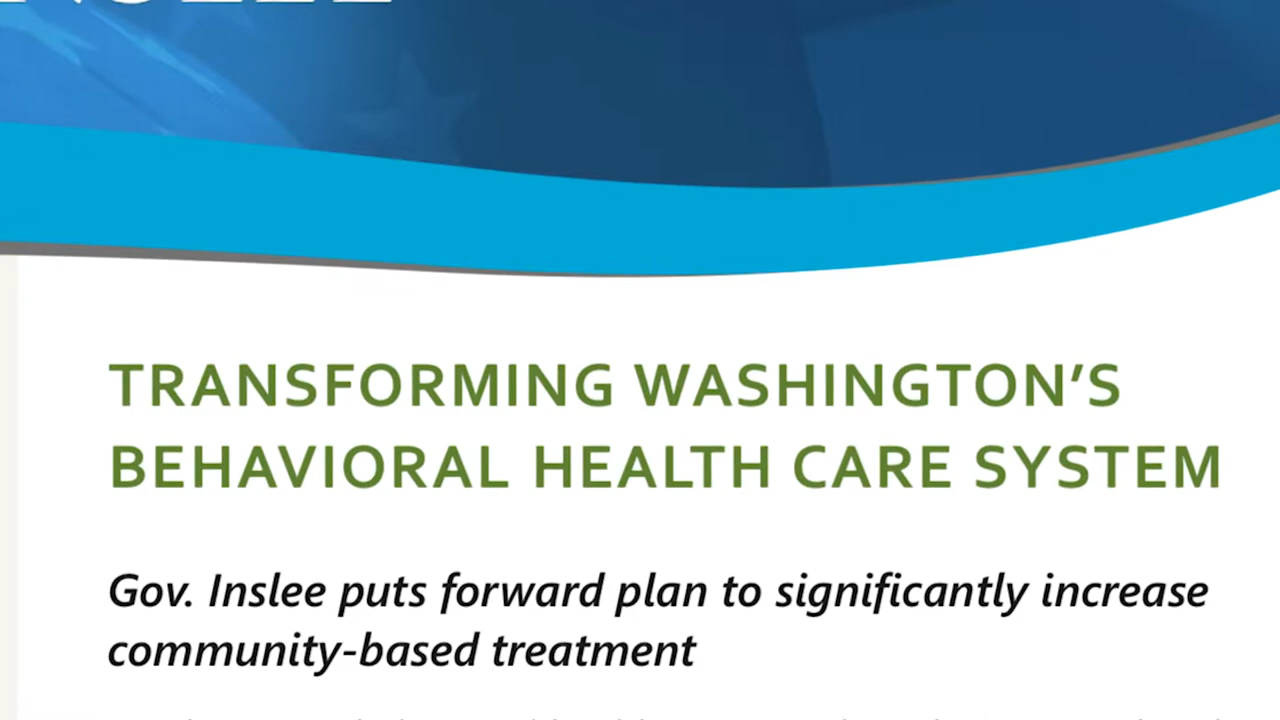 TRANSFORMING WASHINGTON'S
BEHAVIORAL HEALTH CARE SYSTEM
Gov. Inslee puts forward plan to significantly increase
community-based treatment